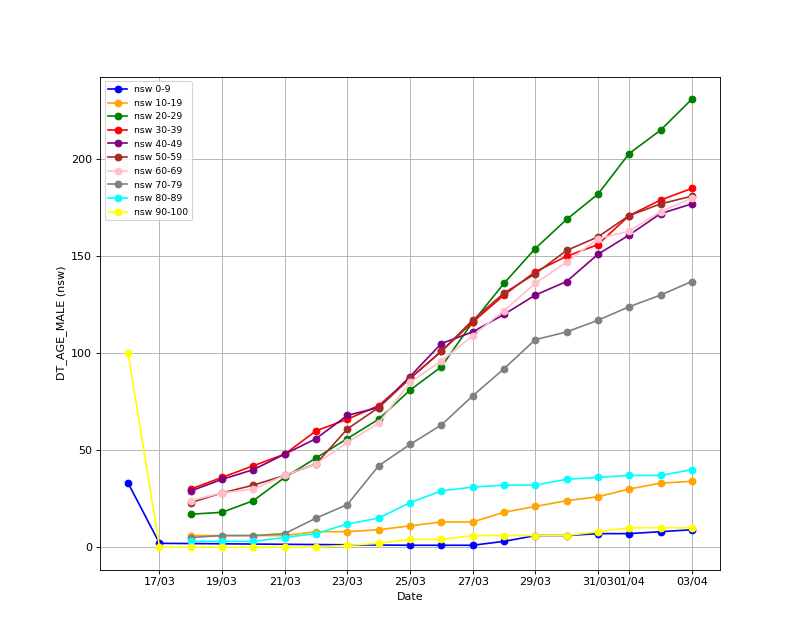 nsw 0-9
nsw 10-19
nsw 20-29
nsw 30-39
nsw 40-49
nsw 50-59
nsw 60-69
nsw 70-79
nsw 80-89
nsw 90-100
200
150
100
50
0
DT_AGE_MALE (nsw)
17/03 19/03 21/03 23/03 25/03 27/03 29/03 31/03 01/04 03/04
Date